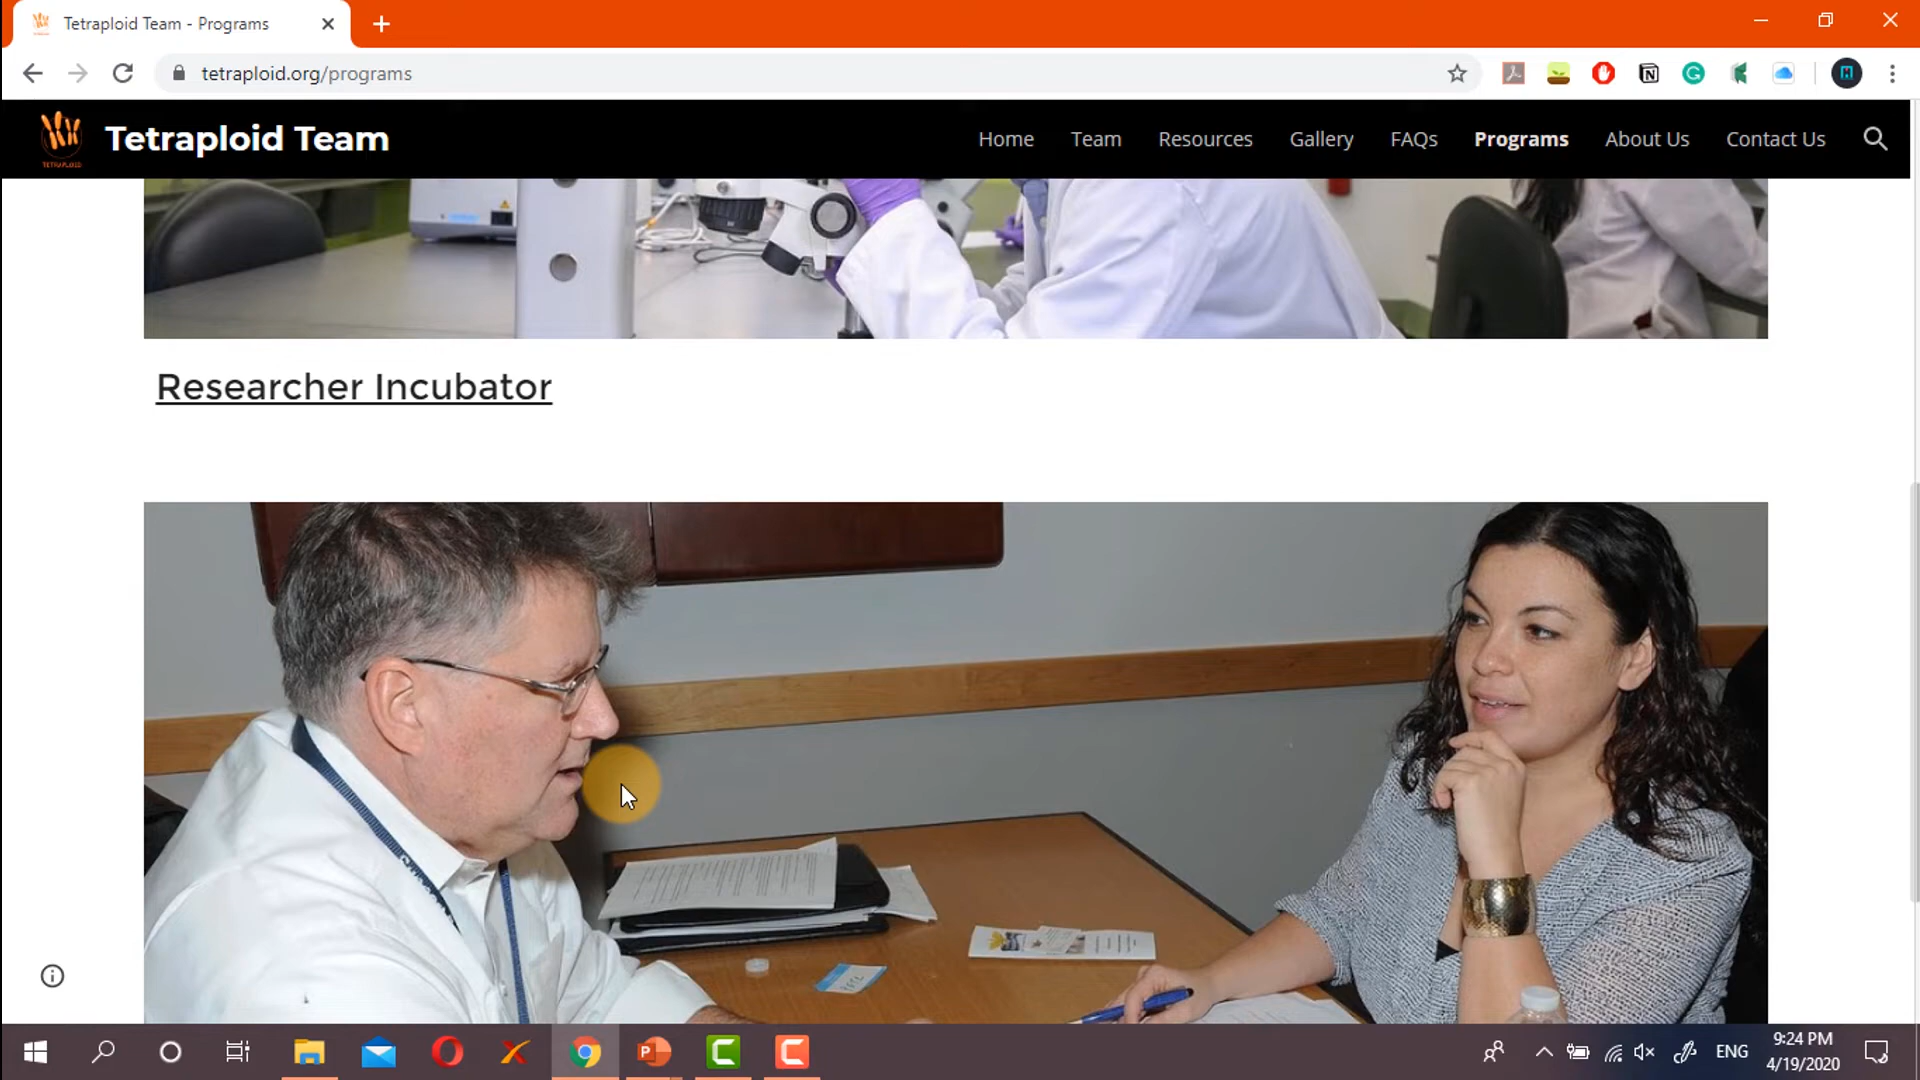 Tetraploid Team - Programs
tetraploid.org/programs
TETRAPLOID
Tetraploid Team
Home
Team
Resources
Gallery
FAQs
Programs
About Us
Contact Us
Researcher Incubator
ENG
9:24 PM
4/19/2020